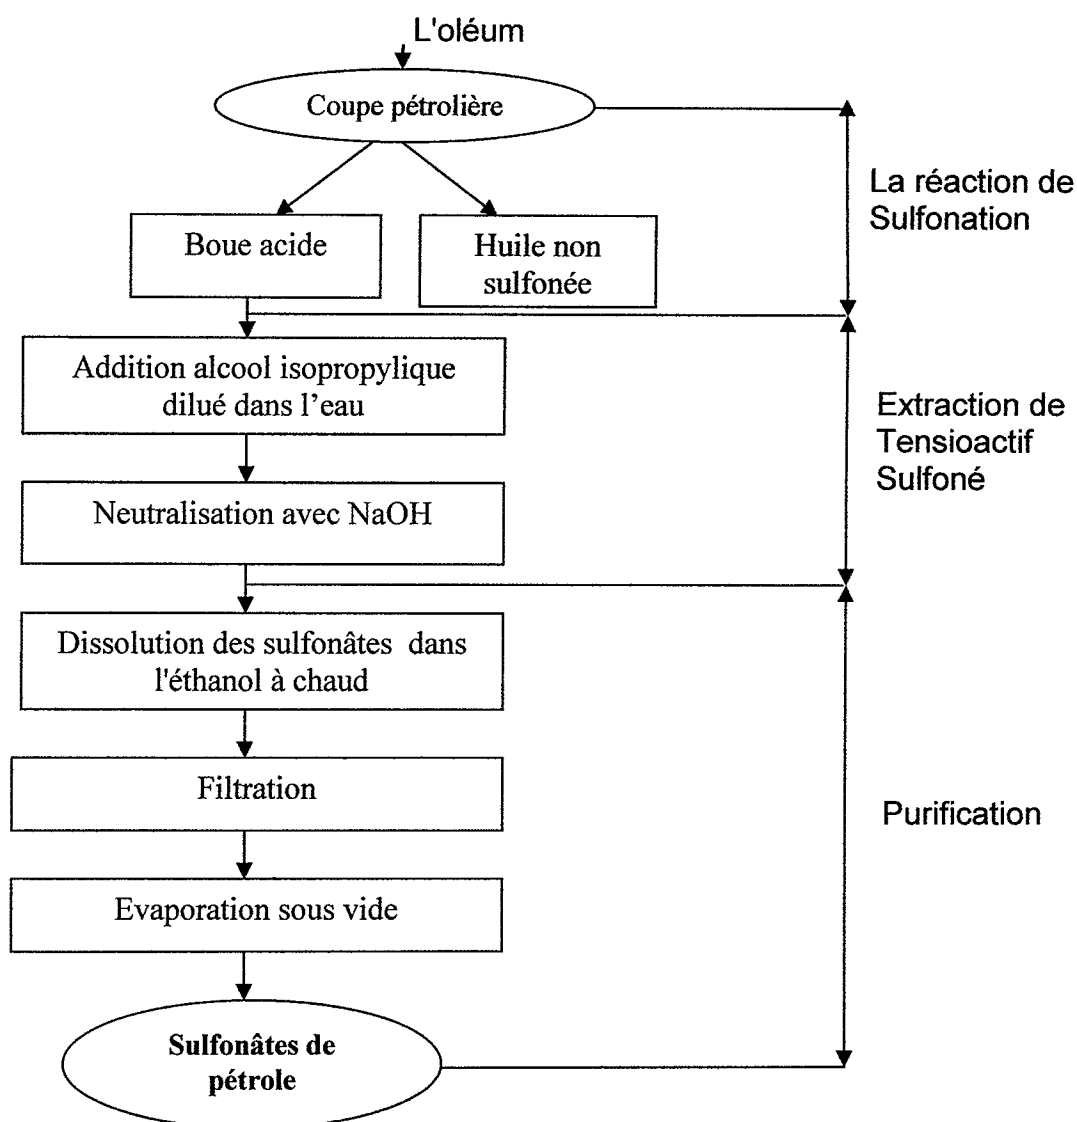 L'oléum
Coupe pétrolière
La réaction de
Sulfonation
Boue acide
Huile non
sulfonée
Addition alcool isopropylique
dilué dans l'eau
Extraction de
Tensioactif
Sulfoné
Neutralisation avec NaOH
Dissolution des sulfonâtes dans
l'éthanol à chaud
Filtration
Purification
Evaporation sous vide
Sulfonâtes de
pétrole